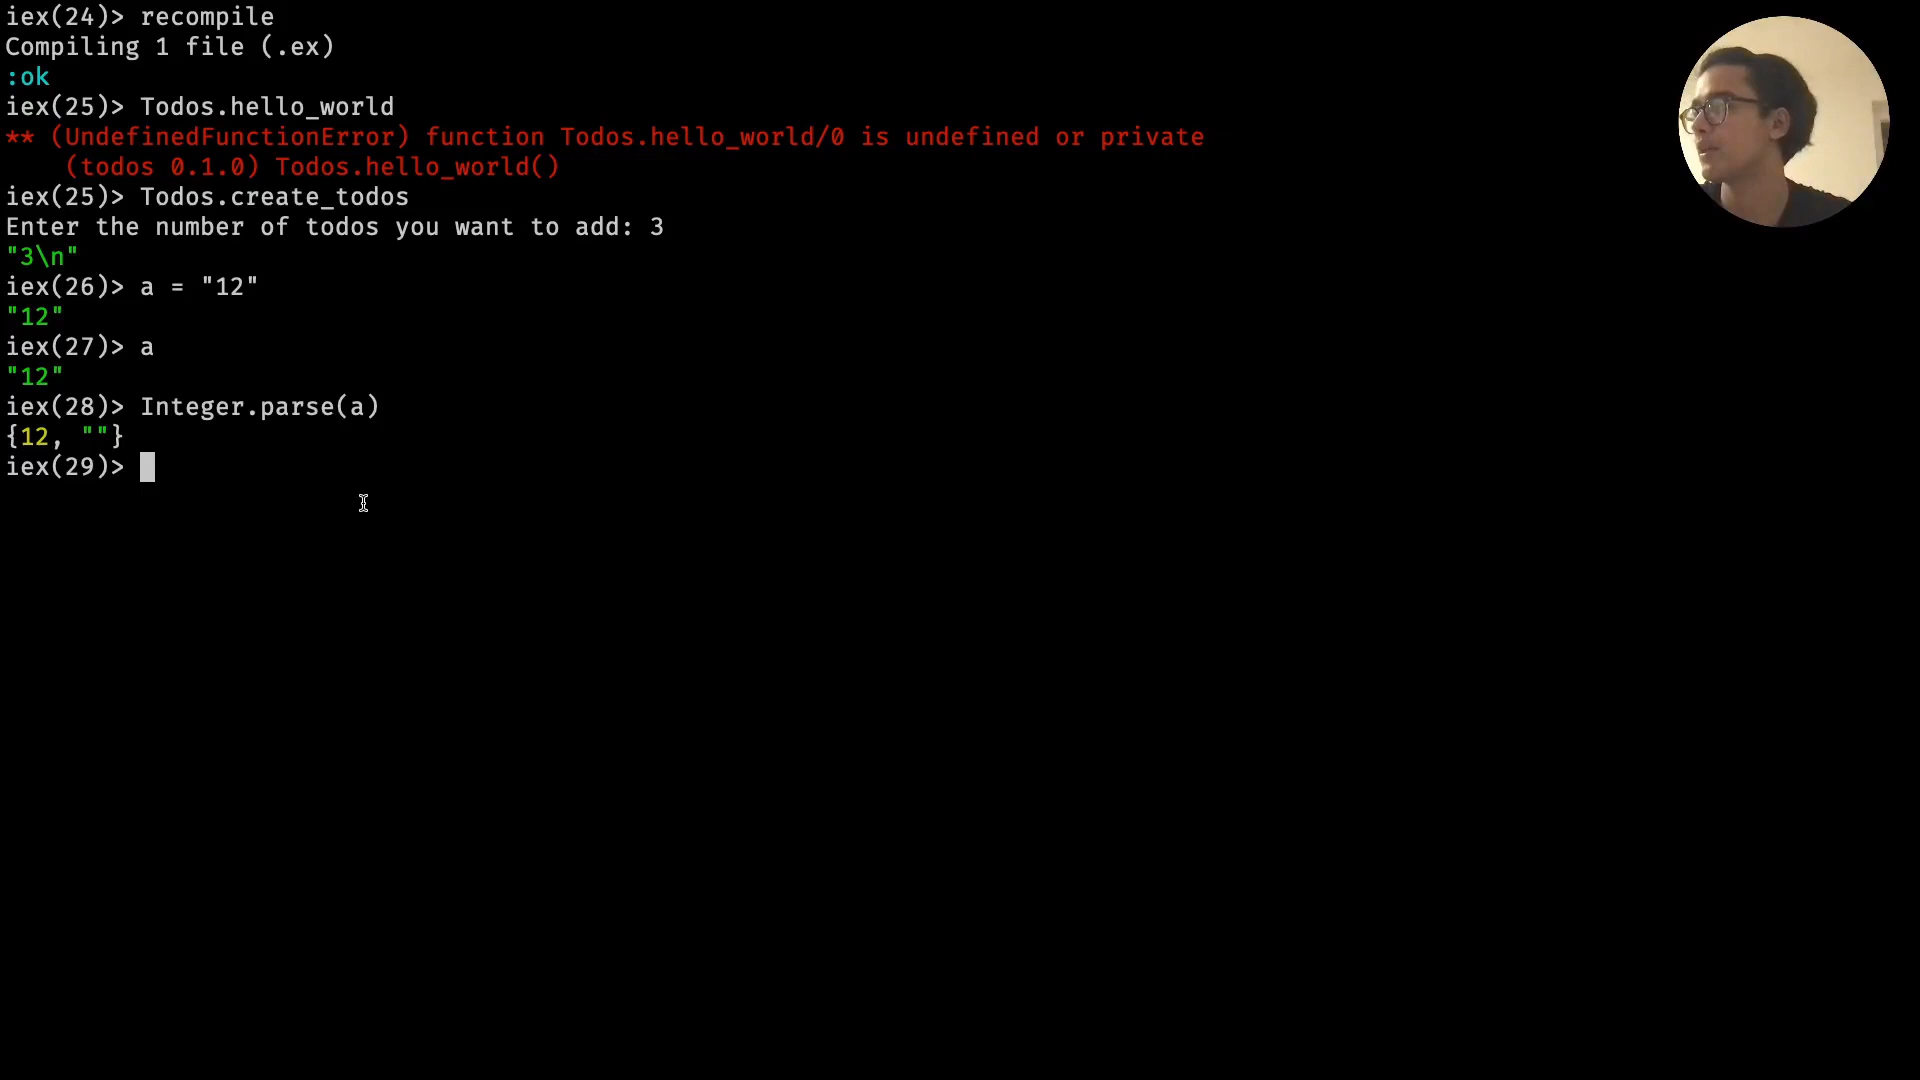 iex(24)> recompile
Compiling 1 file (.ex)
:ok
iex(25)> Todos.hello_world
** (UndefinedFunctionError) function Todos.hello_world/0 is undefined or private
    (todos 0.1.0) Todos.hello_world()
iex(25)> Todos.create_todos
Enter the number of todos you want to add: 3
"3\n"
iex(26)> a = "12"
"12"
iex(27)> a
"12"
iex(28)> Integer.parse(a)
{12, ""}
iex(29)>